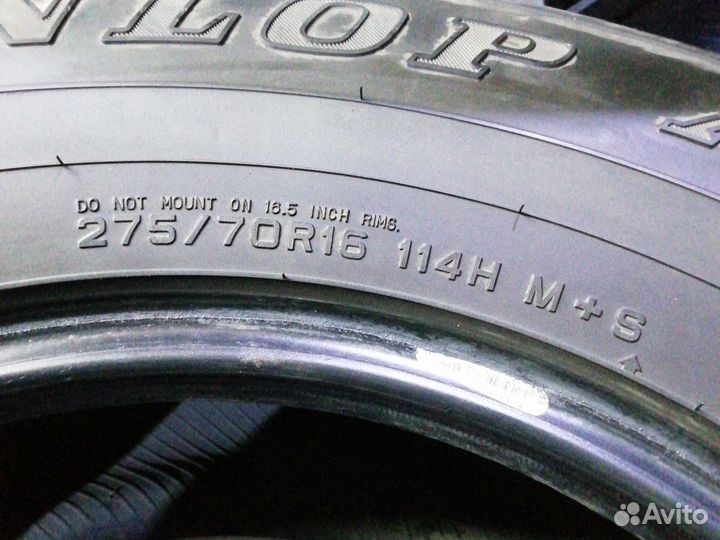 NLOP
DO NOT MOUNT ON 16.5 INCH RIMS.
275/70R16 114H M+S
Avito